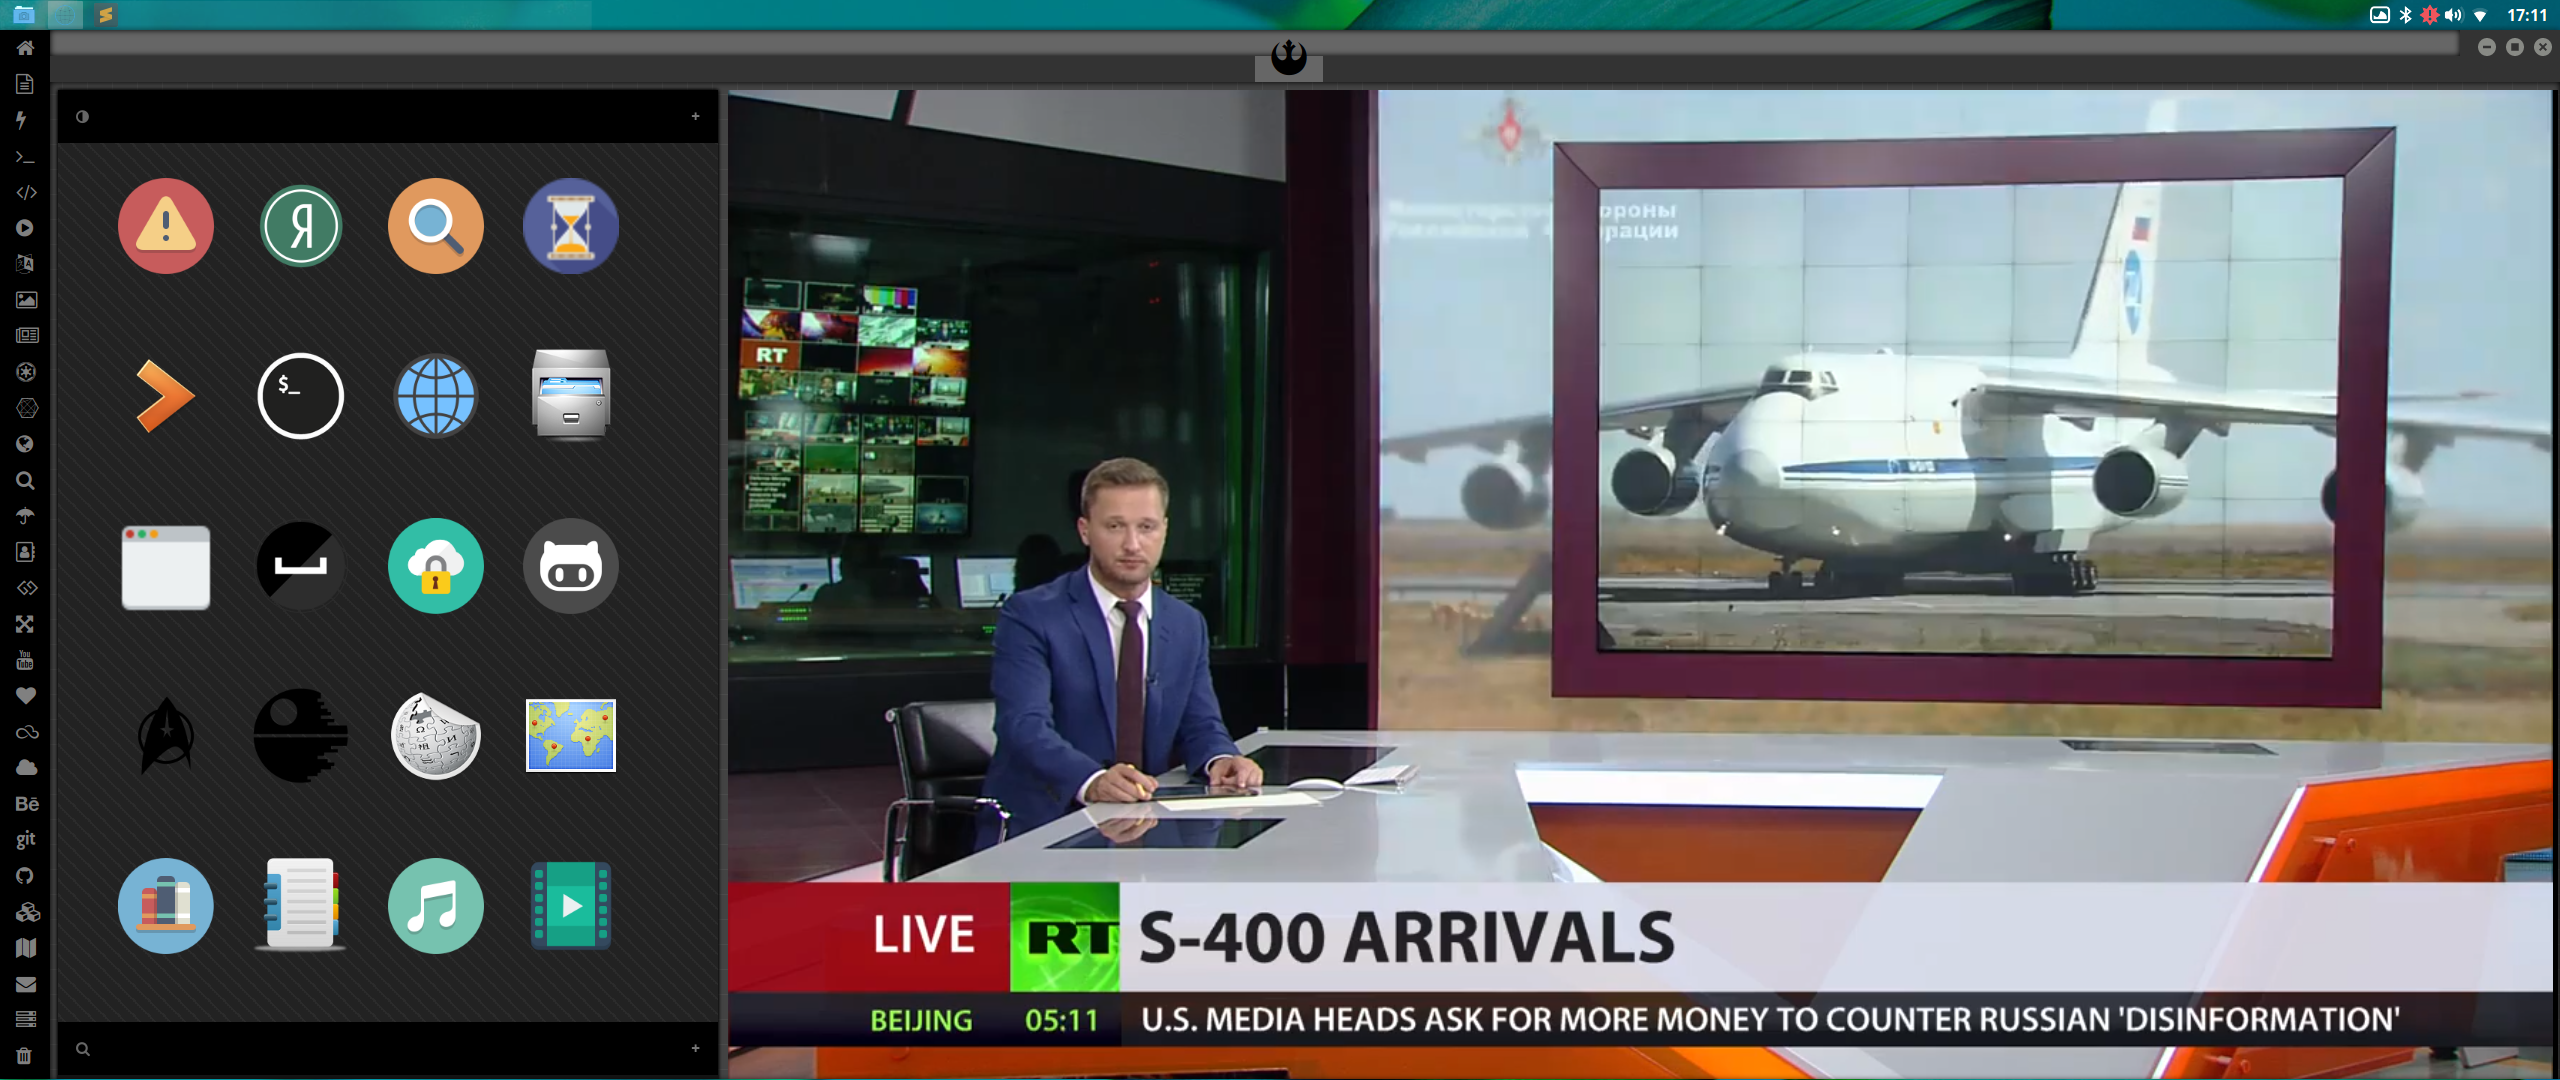 17:11
Я
$_
You
Tube
Bē
git
RT
ороны
рации
LIVE
RT
S-400 ARRIVALS
BEIJING
05:11
U.S. MEDIA HEADS ASK FOR MORE MONEY TO COUNTER RUSSIAN 'DISINFORMATION'